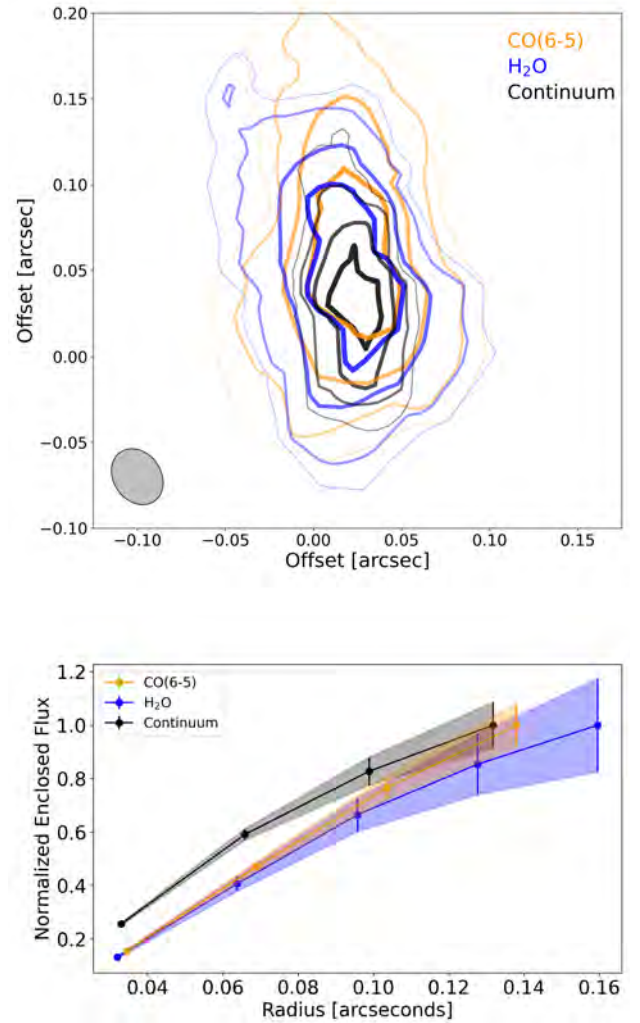 0.20
0.15
0.10
0.05
0.00
−0.05
−0.10
Offset [arcsec]
CO(6-5)
H₂O
Continuum
−0.10 −0.05 0.00 0.05 0.10 0.15
Offset [arcsec]
1.2
1.0
0.8
0.6
0.4
0.2
Normalized Enclosed Flux
CO(6-5)
H₂O
Continuum
0.04 0.06 0.08 0.10 0.12 0.14 0.16
Radius [arcseconds]